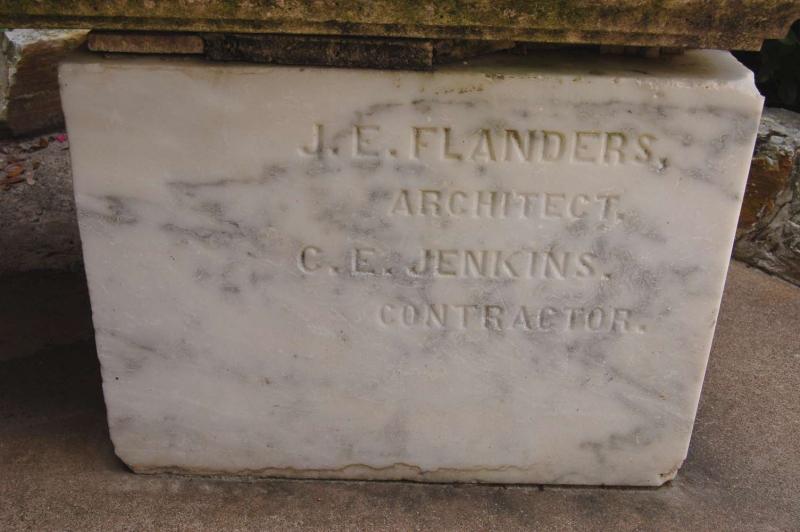 J. E. FLANDERS,
ARCHITECT.
C. E. JENKINS.
CONTRACTOR.